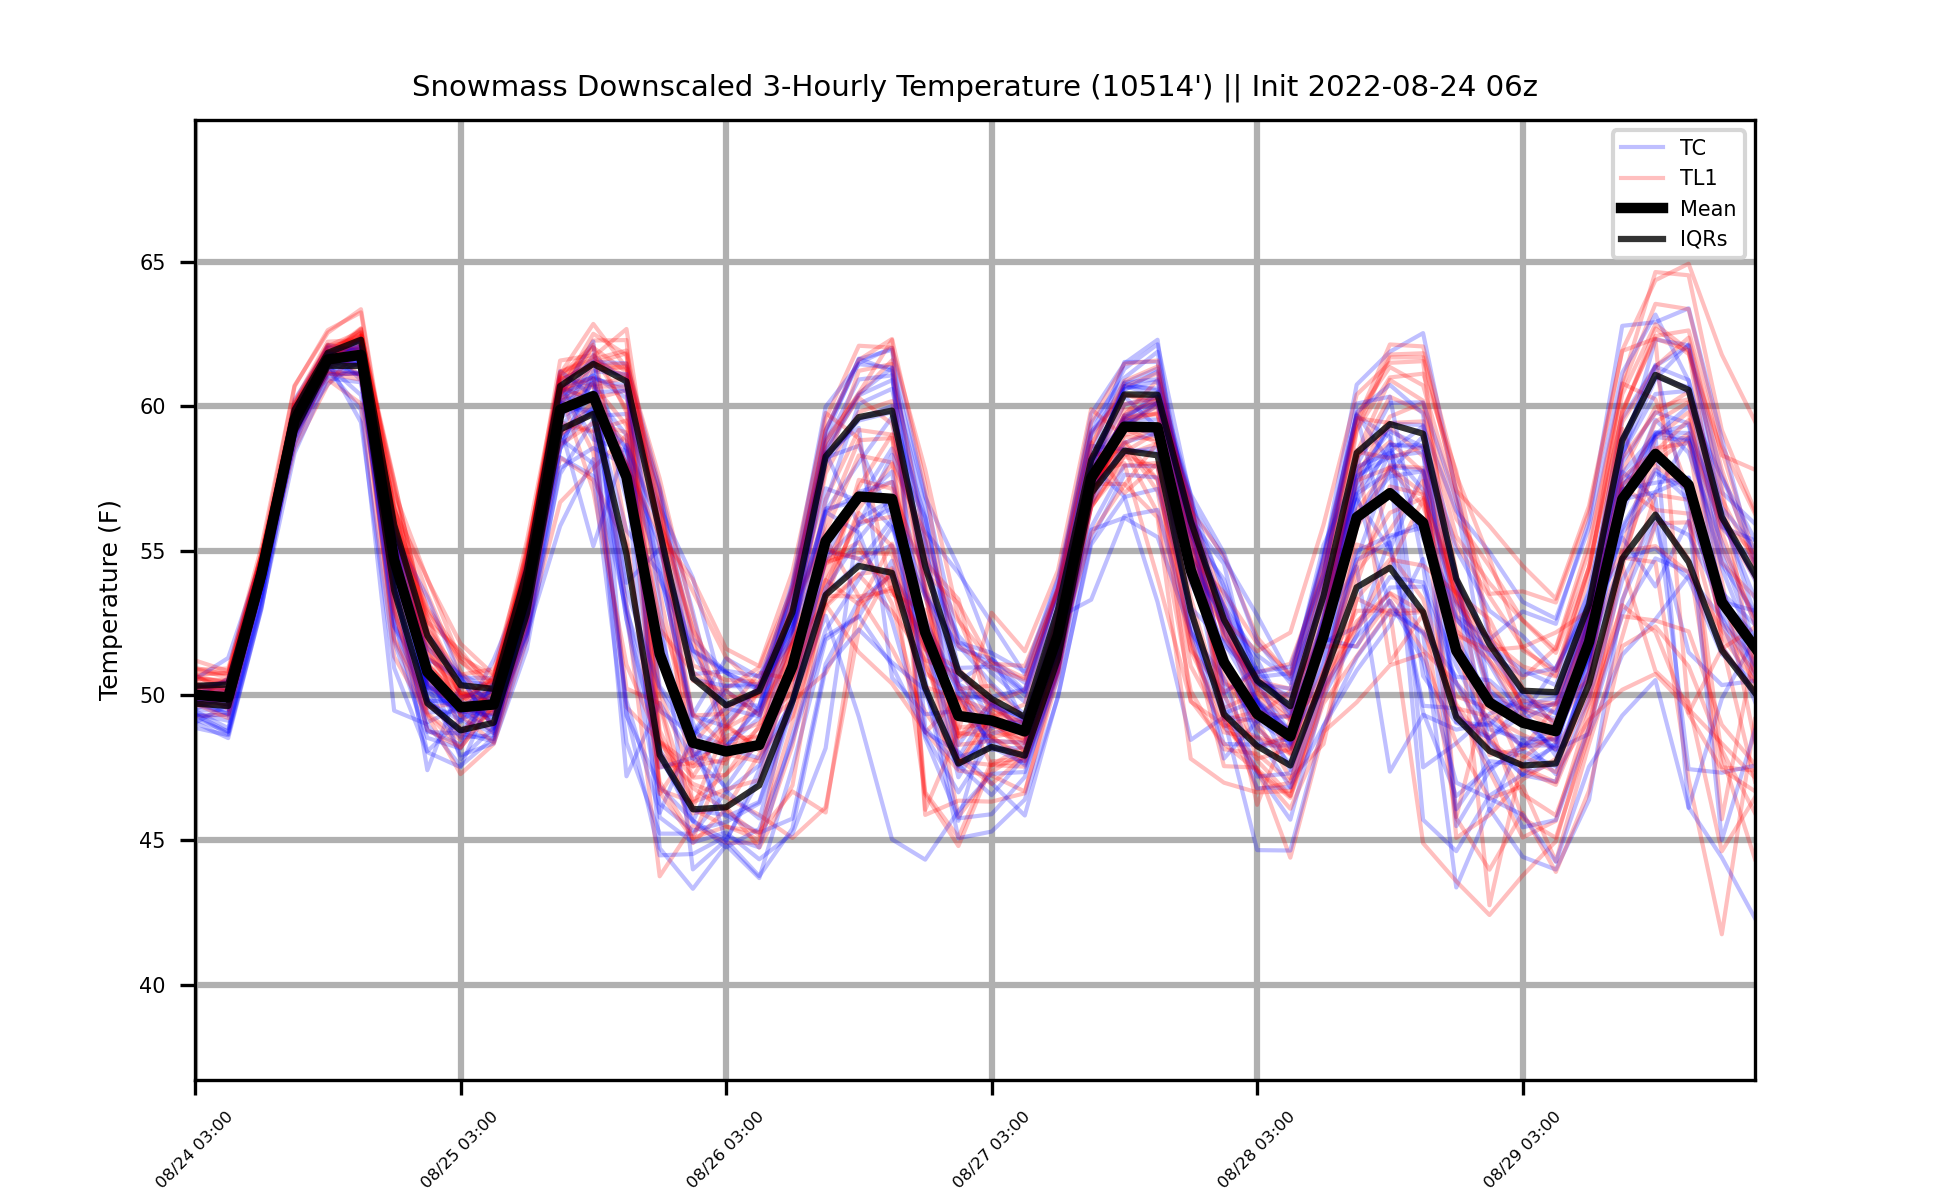 Snowmass Downscaled 3-Hourly Temperature (10514') || Init 2022-08-24 06z
TC
TL1
Mean
IQRs
Temperature (F)
65
60
55
50
45
40
08/24 03:00
08/25 03:00
08/26 03:00
08/27 03:00
08/28 03:00
08/29 03:00